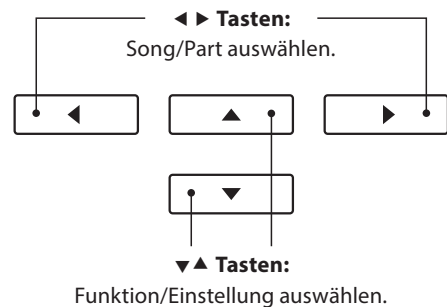 ◀ ▶ Tasten:
Song/Part auswählen.
◀
▲
▶
▼
▼▲ Tasten:
Funktion/Einstellung auswählen.